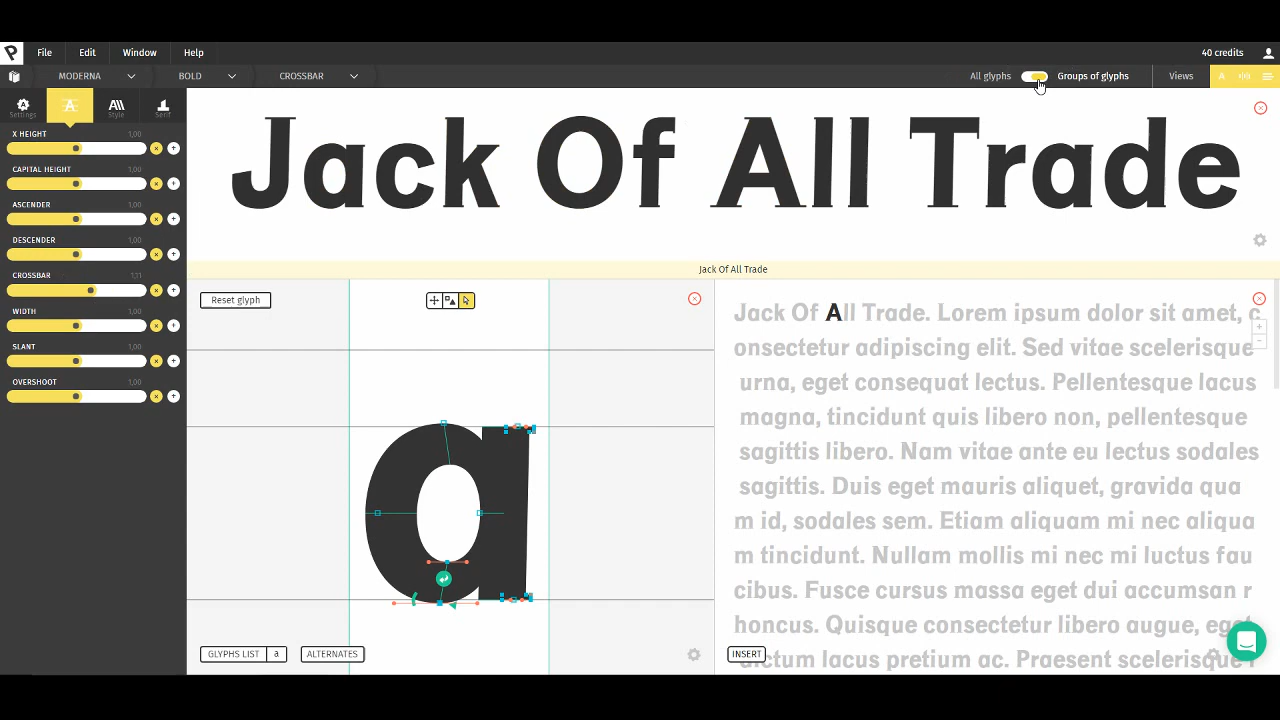 File Edit Window Help 40 credits
MODERNA BOLD CROSSBAR All glyphs Groups of glyphs Views
Settings Style Serif
X HEIGHT 1,00
CAPITAL HEIGHT 1,00
ASCENDER 1,00
DESCENDER 1,00
CROSSBAR 1,11
WIDTH 1,00
SLANT 1,00
OVERSHOOT 1,00
Jack Of All Trade
Jack Of All Trade
Reset glyph
a
GLYPHS LIST a ALTERNATES
Jack Of All Trade. Lorem ipsum dolor sit amet, c
onsectetur adipiscing elit. Sed vitae scelerisque
urna, eget consequat lectus. Pellentesque lacus
magna, tincidunt quis libero non, pellentesque
sagittis libero. Nam vitae ante eu lectus sodales
sagittis. Duis eget mauris aliquet, gravida qua
m id, sodales sem. Etiam aliquam mi nec aliqua
m tincidunt. Nullam mollis mi nec mi luctus fau
cibus. Fusce cursus massa eget dui accumsan r
honcus. Quisque consectetur libero augue, eget
dictum lacus pretium ac. Praesent scelerisque
INSERT